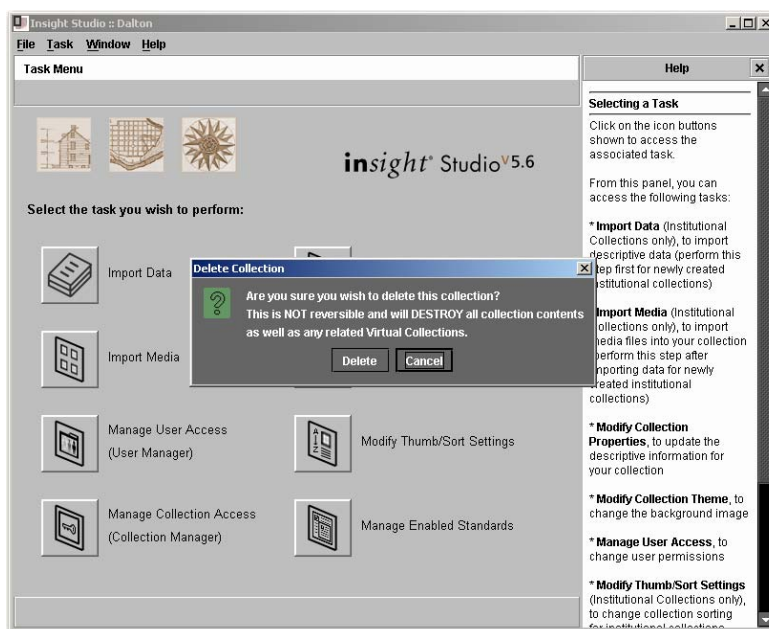 Insight Studio :: Dalton
File Task Window Help
Task Menu
insight® Studio v5.6
Select the task you wish to perform:
Import Data
Import Media
Manage User Access
(User Manager)
Modify Thumb/Sort Settings
Manage Collection Access
(Collection Manager)
Manage Enabled Standards
Delete Collection
Are you sure you wish to delete this collection?
This is NOT reversible and will DESTROY all collection contents
as well as any related Virtual Collections.
Delete Cancel
Help
Selecting a Task
Click on the icon buttons
shown to access the
associated task.
From this panel, you can
access the following tasks:
* Import Data (Institutional
Collections only), to import
descriptive data (perform this
step first for newly created
institutional collections)
Import Media (Institutional
Collections only), to import
media files into your collection
perform this step after
importing data for newly
created institutional
collections)
* Modify Collection
Properties, to update the
descriptive information for
your collection
* Modify Collection Theme, to
change the background image
* Manage User Access, to
change user permissions
* Modify Thumb/Sort Settings
(Institutional Collections only),
to change collection sorting
for institutional collections